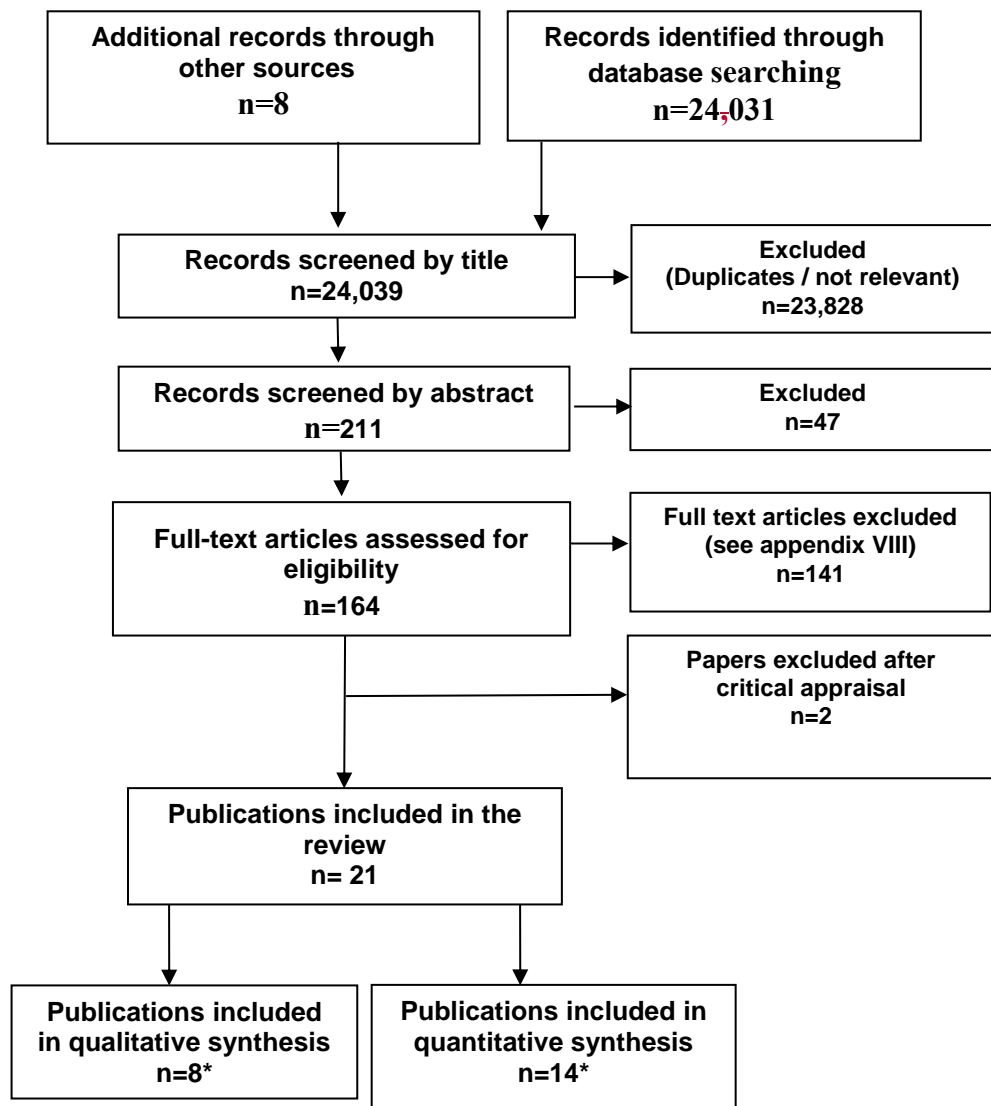 Additional records through
other sources
n=8
Records identified through
database searching
n=24,031
Records screened by title
n=24,039
Excluded
(Duplicates / not relevant)
n=23,828
Records screened by abstract
n=211
Excluded
n=47
Full-text articles assessed for
eligibility
n=164
Full text articles excluded
(see appendix VIII)
n=141
Papers excluded after
critical appraisal
n=2
Publications included in the
review
n= 21
Publications included
in qualitative synthesis
n=8*
Publications included in
quantitative synthesis
n=14*